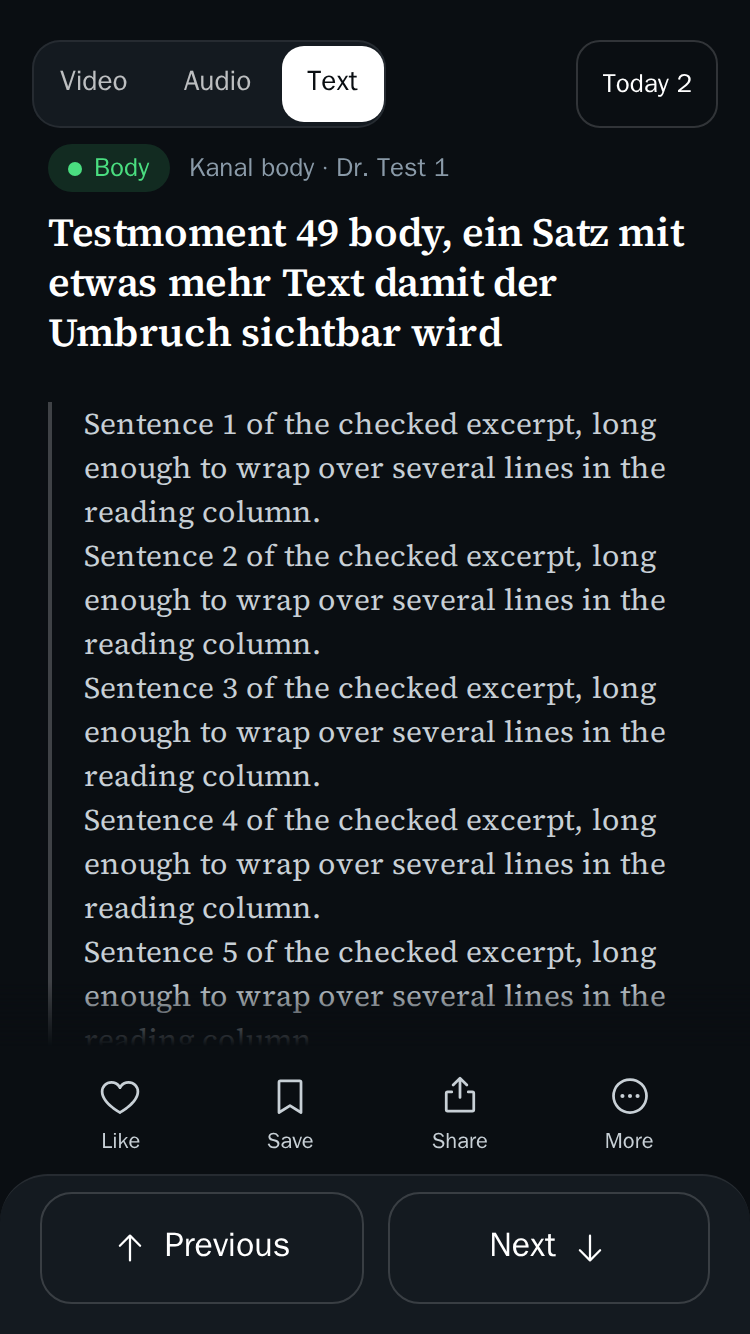 Video Audio Text Today 2
Body Kanal body · Dr. Test 1
Testmoment 49 body, ein Satz mit
etwas mehr Text damit der
Umbruch sichtbar wird
Sentence 1 of the checked excerpt, long
enough to wrap over several lines in the
reading column.
Sentence 2 of the checked excerpt, long
enough to wrap over several lines in the
reading column.
Sentence 3 of the checked excerpt, long
enough to wrap over several lines in the
reading column.
Sentence 4 of the checked excerpt, long
enough to wrap over several lines in the
reading column.
Sentence 5 of the checked excerpt, long
enough to wrap over several lines in the
reading column.
Like Save Share More
Previous Next